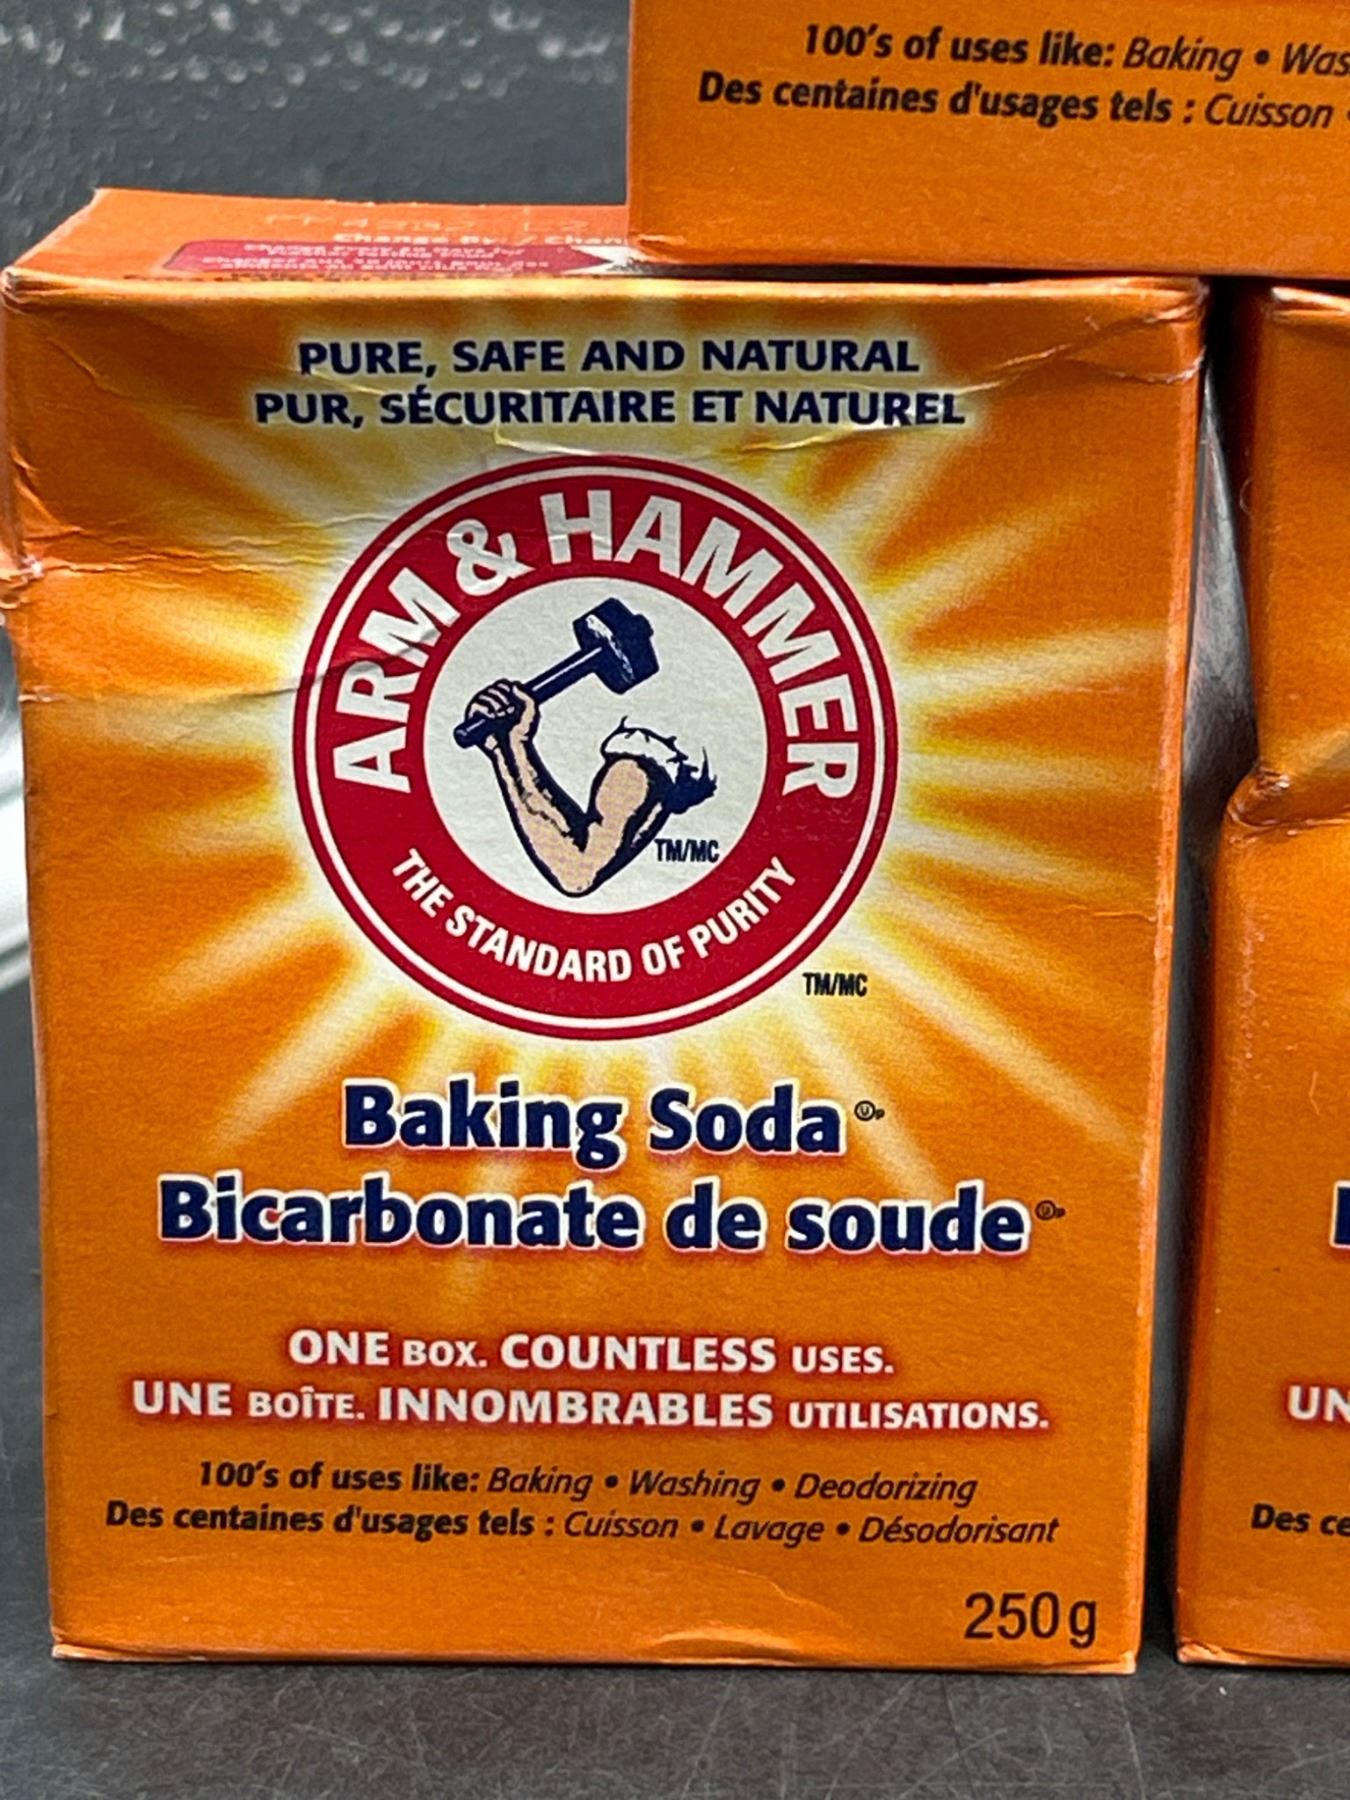 100's of uses like: Baking • Was
Des centaines d'usages tels : Cuisson •
PURE, SAFE AND NATURAL
PUR, SÉCURITAIRE ET NATUREL
ARM & HAMMER
TM/MC
THE STANDARD OF PURITY
TM/MC
Baking Soda
Bicarbonate de soude
ONE BOX. COUNTLESS USES.
UNE BOÎTE. INNOMBRABLES UTILISATIONS.
100's of uses like: Baking • Washing • Deodorizing
Des centaines d'usages tels : Cuisson • Lavage • Désodorisant
250g
UN
Des ce